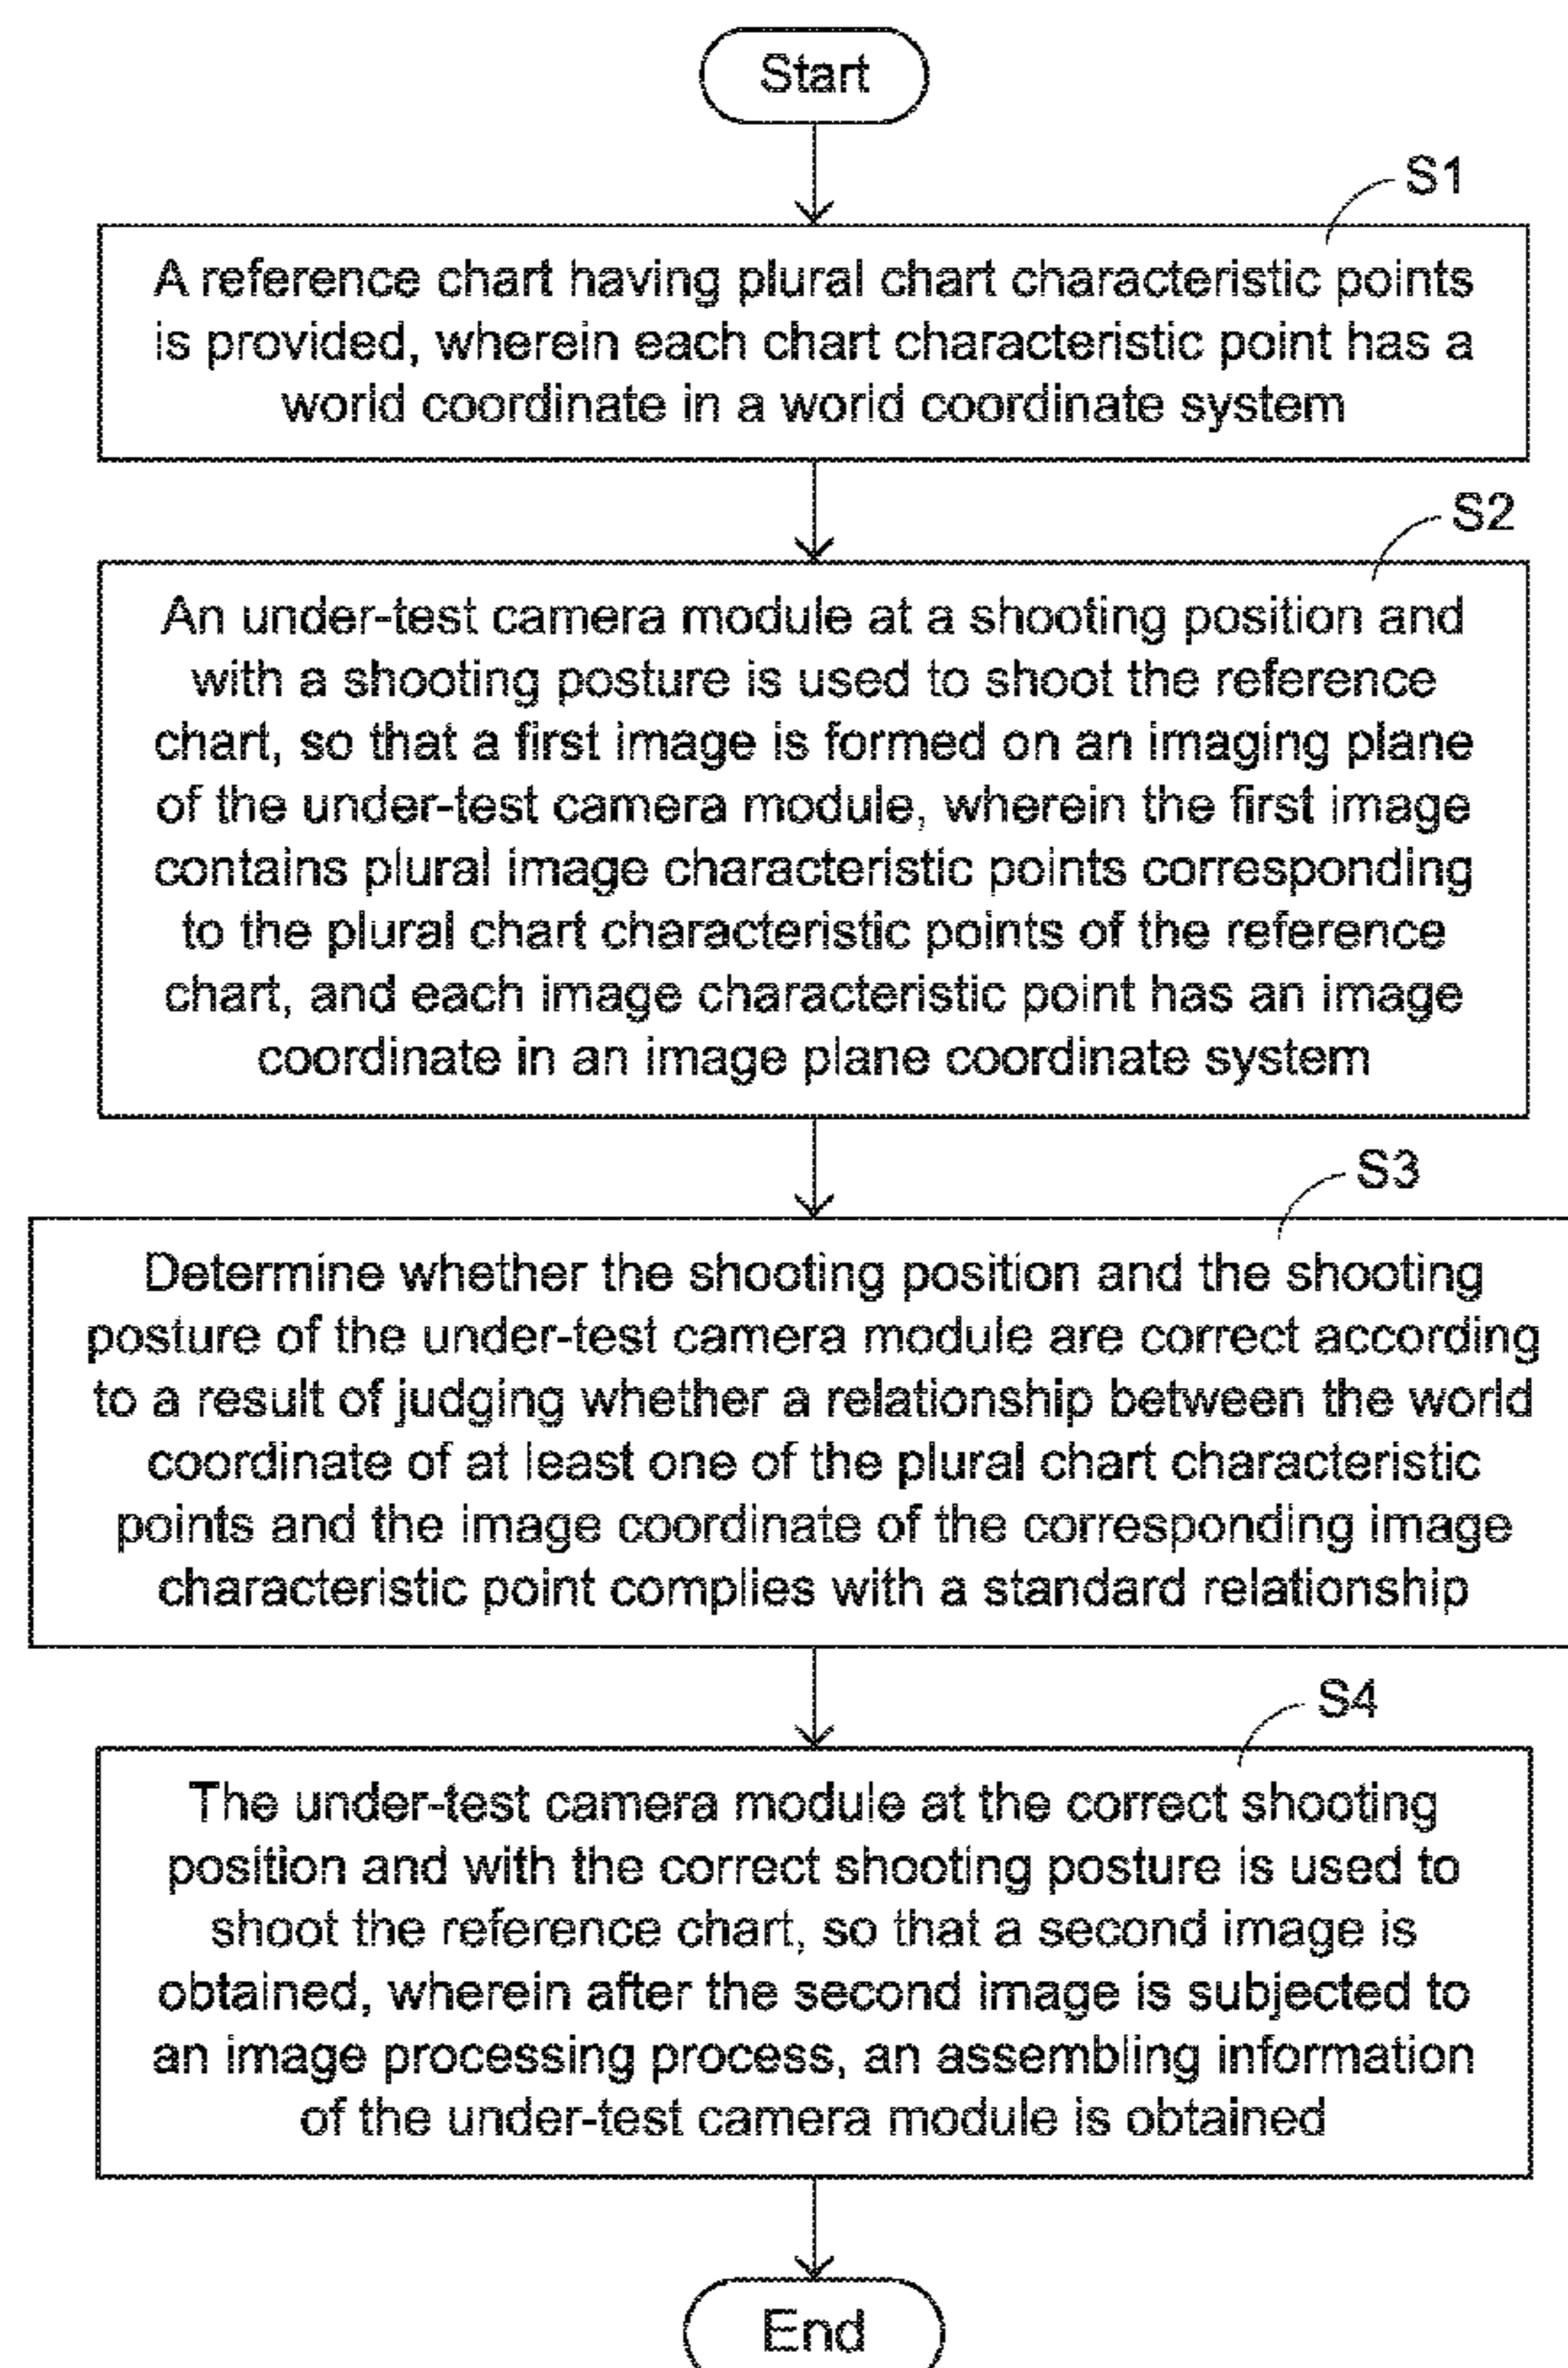 Start
S1
A reference chart having plural chart characteristic points
is provided, wherein each chart characteristic point has a
world coordinate in a world coordinate system
S2
An under-test camera module at a shooting position and
with a shooting posture is used to shoot the reference
chart, so that a first image is formed on an imaging plane
of the under-test camera module, wherein the first image
contains plural image characteristic points corresponding
to the plural chart characteristic points of the reference
chart, and each image characteristic point has an image
coordinate in an image plane coordinate system
S3
Determine whether the shooting position and the shooting
posture of the under-test camera module are correct according
to a result of judging whether a relationship between the world
coordinate of at least one of the plural chart characteristic
points and the image coordinate of the corresponding image
characteristic point complies with a standard relationship
S4
The under-test camera module at the correct shooting
position and with the correct shooting posture is used to
shoot the reference chart, so that a second image is
obtained, wherein after the second image is subjected to
an image processing process, an assembling information
of the under-test camera module is obtained
End